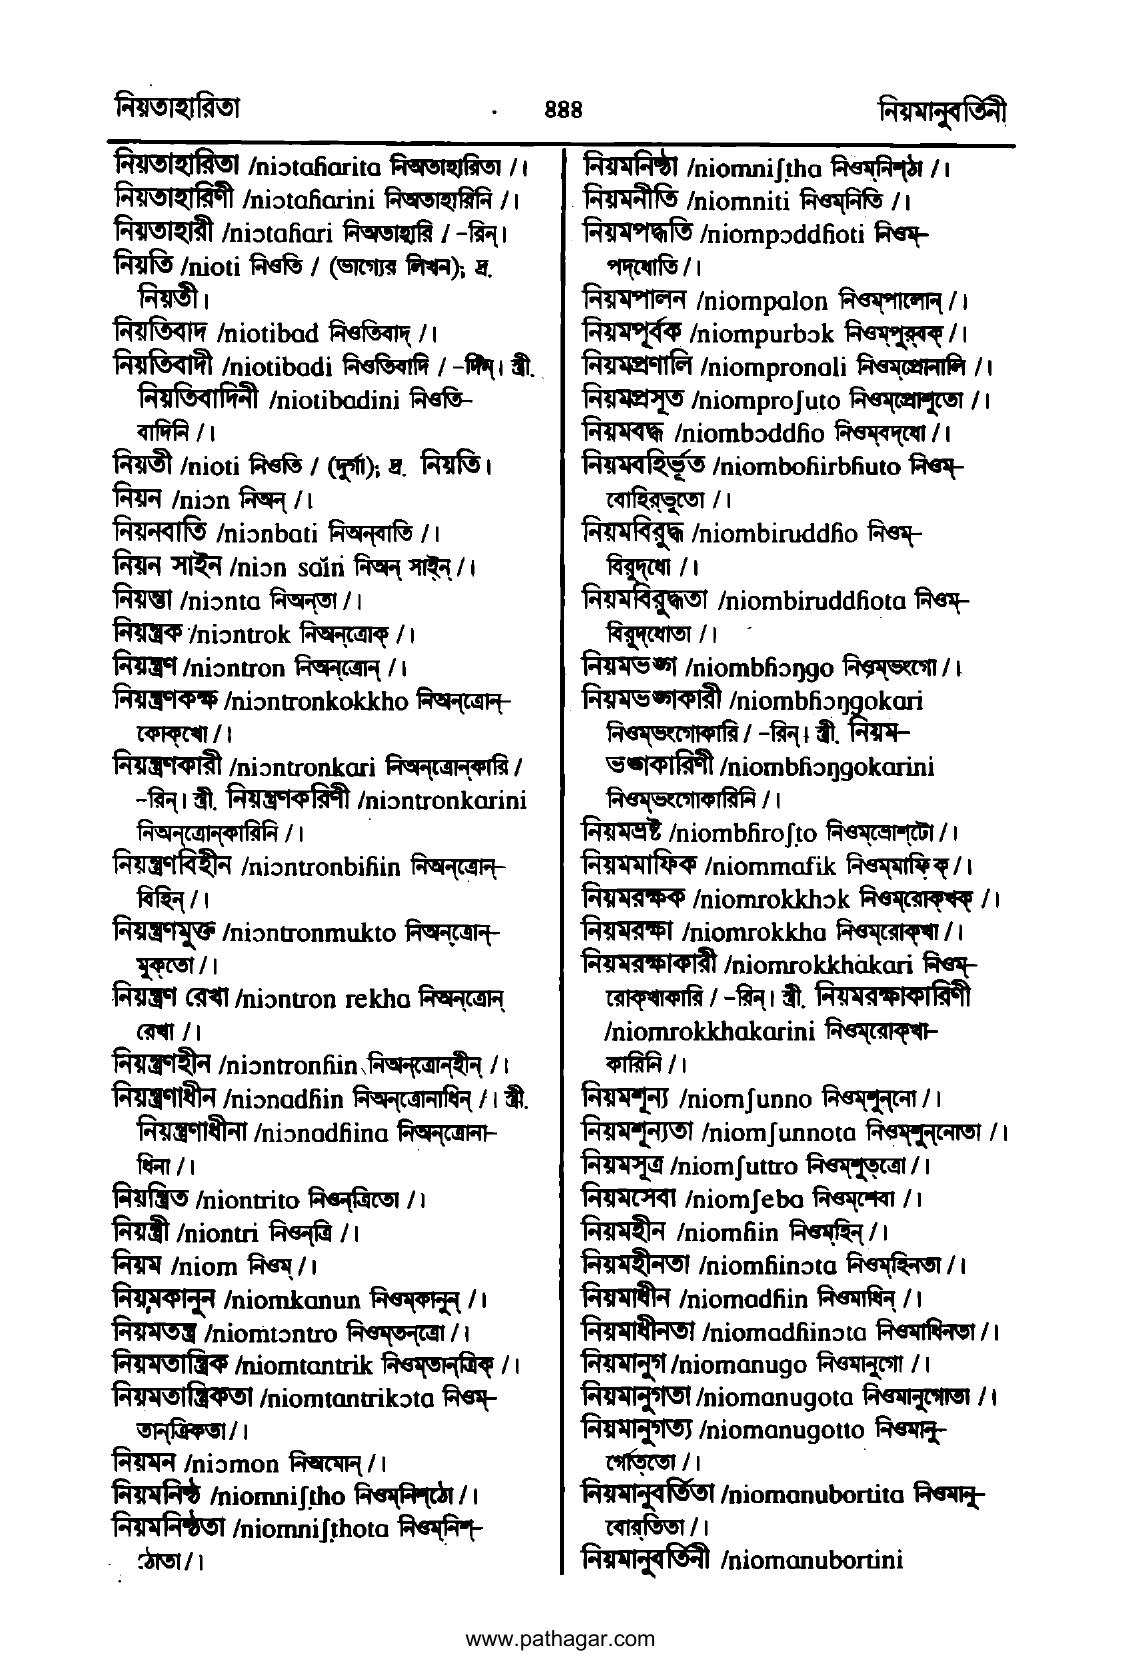 নিয়তাহারিতা
৪৪৪
নিয়মানুবর্তিনী
নিয়তাহারিতা /niɔtaɦarita নিঅতাহারিতা /।
নিয়তাহারিণী /niɔtaɦarini নিঅতাহারিনি /।
নিয়তাহারী /niɔtaɦari নিঅতাহারি / -রিন্।
নিয়তি /nioti নিওতি / (ভাগ্যের লিখন); দ্র.
নিয়তী।
নিয়তিবাদ /niotibad নিওতিবাদ্ /।
নিয়তিবাদী /niotibadi নিওতিবাদি / -দিন্। স্ত্রী.
নিয়তিবাদিনী /niotibadini নিওতি–
বাদিনি /।
নিয়তী /nioti নিওতি / (দুর্গা); দ্র. নিয়তি।
নিয়ন /niɔn নিঅন্ /।
নিয়নবাতি /niɔnbati নিঅন্‌বাতি /।
নিয়ন সাইন /niɔn sain নিঅন্ সাইন্ /।
নিয়ন্তা /niɔnta নিঅন্‌তা /।
নিয়ন্ত্রক /niɔntrok নিঅন্‌ত্রোক্ /।
নিয়ন্ত্রণ /niɔntron নিঅন্‌ত্রোন্ /।
নিয়ন্ত্রণকক্ষ /niɔntronkokkho নিঅন্‌ত্রোন্–
কোক্‌খো /।
নিয়ন্ত্রণকারী /niɔntronkari নিঅন্‌ত্রোন্‌কারি /
-রিন্। স্ত্রী. নিয়ন্ত্রণকরিণী /niɔntronkarini
নিঅন্‌ত্রোন্‌কারিনি /।
নিয়ন্ত্রণবিহীন /niɔntronbiɦin নিঅন্‌ত্রোন্–
বিহিন্ /।
নিয়ন্ত্রণমুক্ত /niɔntronmukto নিঅন্‌ত্রোন্–
মুক্‌তো /।
নিয়ন্ত্রণ রেখা /niɔntron rekha নিঅন্‌ত্রোন্
রেখা /।
নিয়ন্ত্রণহীন /niɔntronɦin নিঅন্‌ত্রোন্‌হীন্ /।
নিয়ন্ত্রণাধীন /niɔnadɦin নিঅন্‌ত্রোনাধিন্ /। স্ত্রী.
নিয়ন্ত্রণাধীনা /niɔnadɦina নিঅন্‌ত্রোনা–
ধিনা /।
নিয়ন্ত্রিত /niontrito নিওন্‌ত্রিতো /।
নিয়ন্ত্রী /niontri নিওন্‌ত্রি /।
নিয়ম /niom নিওম্ /।
নিয়মকানুন /niomkanun নিওম্‌কানুন্ /।
নিয়মতন্ত্র /niomtɔntro নিওম্‌তন্‌ত্রো /।
নিয়মতান্ত্রিক /niomtantrik নিওম্‌তান্‌ত্রিক্ /।
নিয়মতান্ত্রিকতা /niomtantrikɔta নিওম্–
তান্‌ত্রিকতা /।
নিয়মন /niɔmon নিঅমোন্ /।
নিয়মনিষ্ঠ /niomniʃṭho নিওম্‌নিশ্‌ঠো /।
নিয়মনিষ্ঠতা /niomniʃṭhota নিওম্‌নিশ্–
ঠোতা /।
নিয়মনিষ্ঠা /niomniʃṭha নিওম্‌নিশ্‌ঠা /।
নিয়মনীতি /niomniti নিওম্‌নিতি /।
নিয়মপদ্ধতি /niompɔddɦoti নিওম্–
পদ্‌ধোতি /।
নিয়মপালন /niompalon নিওম্‌পালোন্ /।
নিয়মপূর্বক /niompurbɔk নিওম্‌পুর্‌বক্ /।
নিয়মপ্রণালি /niompronali নিওম্‌প্রোনালি /।
নিয়মপ্রসূত /niomproʃuto নিওম্‌প্রোশুতো /।
নিয়মবদ্ধ /niombɔddɦo নিওম্‌বদ্‌ধো /।
নিয়মবহির্ভূত /niomboɦirbɦuto নিওম্–
বোহির্‌ভুতো /।
নিয়মবিরুদ্ধ /niombiruddɦo নিওম্–
বিরুদ্‌ধো /।
নিয়মবিরুদ্ধতা /niombiruddɦota নিওম্–
বিরুদ্‌ধোতা /।
নিয়মভঙ্গ /niombɦɔŋgo নিওম্‌ভংগো /।
নিয়মভঙ্গকারী /niombɦɔŋgokari
নিওম্‌ভংগোকারি / -রিন্। স্ত্রী. নিয়ম–
ভঙ্গকারিণী /niombɦɔŋgokarini
নিওম্‌ভংগোকারিনি /।
নিয়মভ্রষ্ট /niombɦiroʃto নিওম্‌ভ্রোশ্‌টো /।
নিয়মমাফিক /niommafik নিওম্‌মাফিক্ /।
নিয়মরক্ষক /niomrokkhɔk নিওম্‌রোক্‌খক্ /।
নিয়মরক্ষা /niomrokkha নিওম্‌রোক্‌খা /।
নিয়মরক্ষাকারী /niomrokkhakari নিওম্–
রোক্‌খাকারি / -রিন্। স্ত্রী. নিয়মরক্ষাকারিণী
/niomrokkhakarini নিওম্‌রোক্‌খা–
কারিনি /।
নিয়মশূন্য /niomʃunno নিওম্‌শুন্‌নো /।
নিয়মশূন্যতা /niomʃunnota নিওম্‌শুন্‌নোতা /।
নিয়মসূত্র /niomʃuttro নিওম্‌শুত্‌ত্রো /।
নিয়মসেবা /niomʃeba নিওম্‌শেবা /।
নিয়মহীন /niomɦin নিওম্‌হিন্ /।
নিয়মহীনতা /niomɦinɔta নিওম্‌হিনতা /।
নিয়মাধীন /niomadɦin নিওমাধিন্ /।
নিয়মাধীনতা /niomadɦinɔta নিওমাধিনতা /।
নিয়মানুগ /niomanugo নিওমানুগো /।
নিয়মানুগতা /niomanugota নিওমানুগোতা /।
নিয়মানুগত্য /niomanugotto নিওমানু–
গোত্‌তো /।
নিয়মানুবর্তিতা /niomanubortita নিওমানু–
বোর্‌তিতা /।
নিয়মানুবর্তিনী /niomanubortini
www.pathagar.com